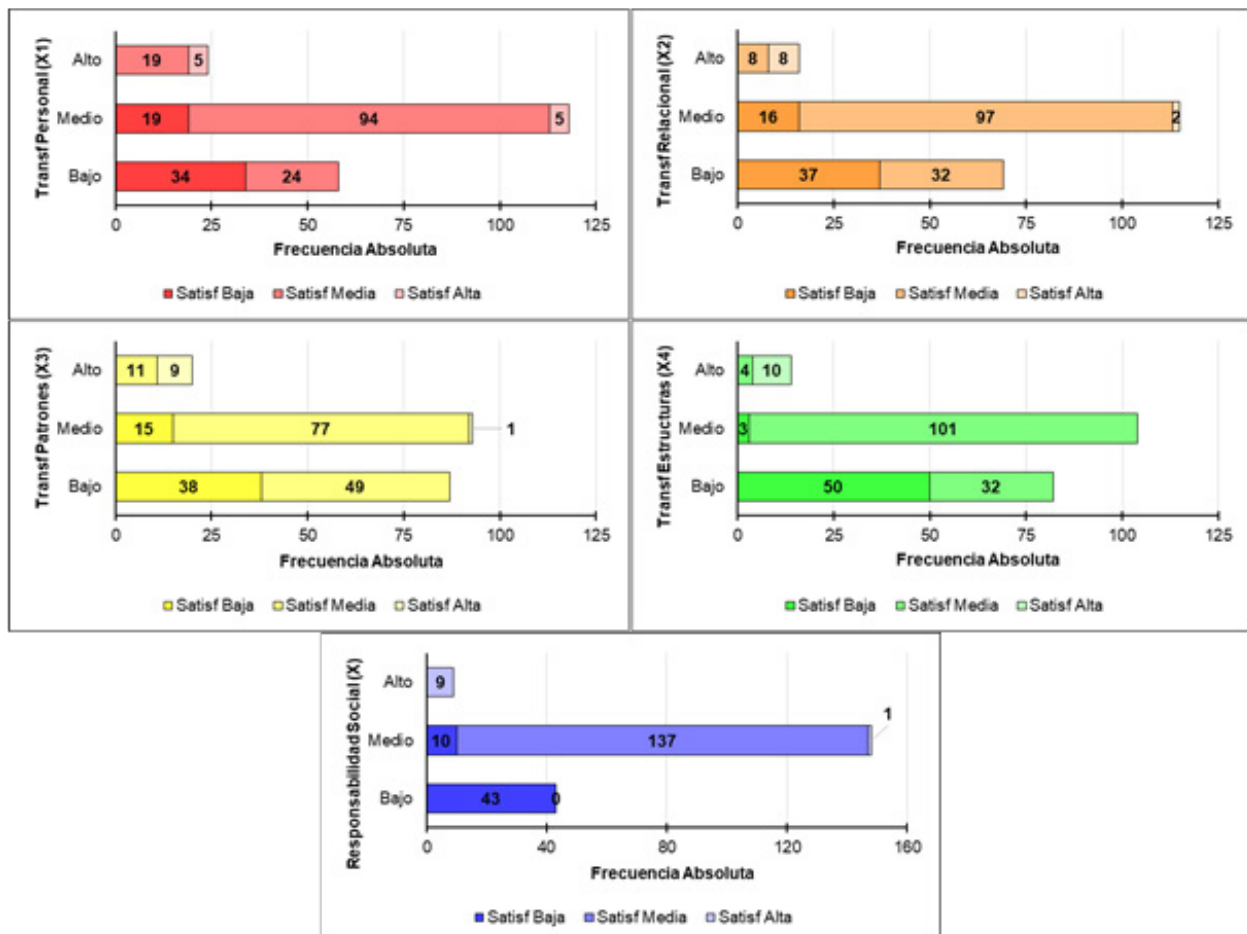 Transf Personal (X1)
Alto
19 5
Medio
19 94 5
Bajo
34 24
0 25 50 75 100 125
Frecuencia Absoluta
Satisf Baja Satisf Media Satisf Alta
Transf Relacional (X2)
Alto
8 8
Medio
16 97 2
Bajo
37 32
0 25 50 75 100 125
Frecuencia Absoluta
Satisf Baja Satisf Media Satisf Alta
Transf Patrones (X3)
Alto
11 9
Medio
15 77 1
Bajo
38 49
0 25 50 75 100 125
Frecuencia Absoluta
Satisf Baja Satisf Media Satisf Alta
Transf Estructuras (X4)
Alto
4 10
Medio
3 101
Bajo
50 32
0 25 50 75 100 125
Frecuencia Absoluta
Satisf Baja Satisf Media Satisf Alta
Responsabilidad Social (X)
Alto
9
1
Medio
10 137
Bajo
43 0
0 40 80 120 160
Frecuencia Absoluta
Satisf Baja Satisf Media Satisf Alta